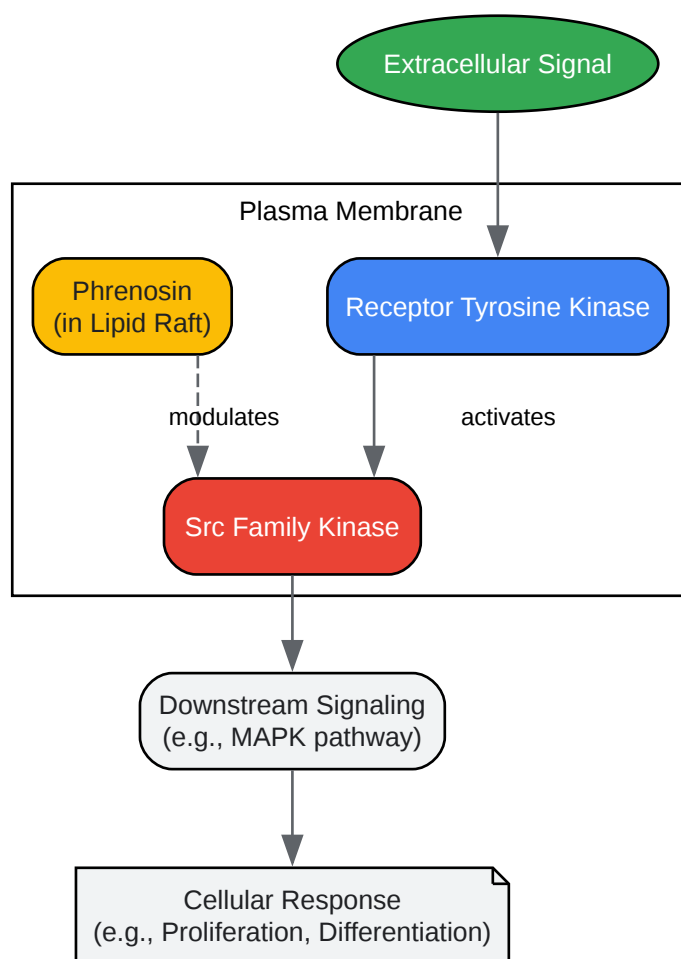 Extracellular Signal
Plasma Membrane
Phrenosin
(in Lipid Raft)
Receptor Tyrosine Kinase
modulates
activates
Src Family Kinase
Downstream Signaling
(e.g., MAPK pathway)
Cellular Response
(e.g., Proliferation, Differentiation)